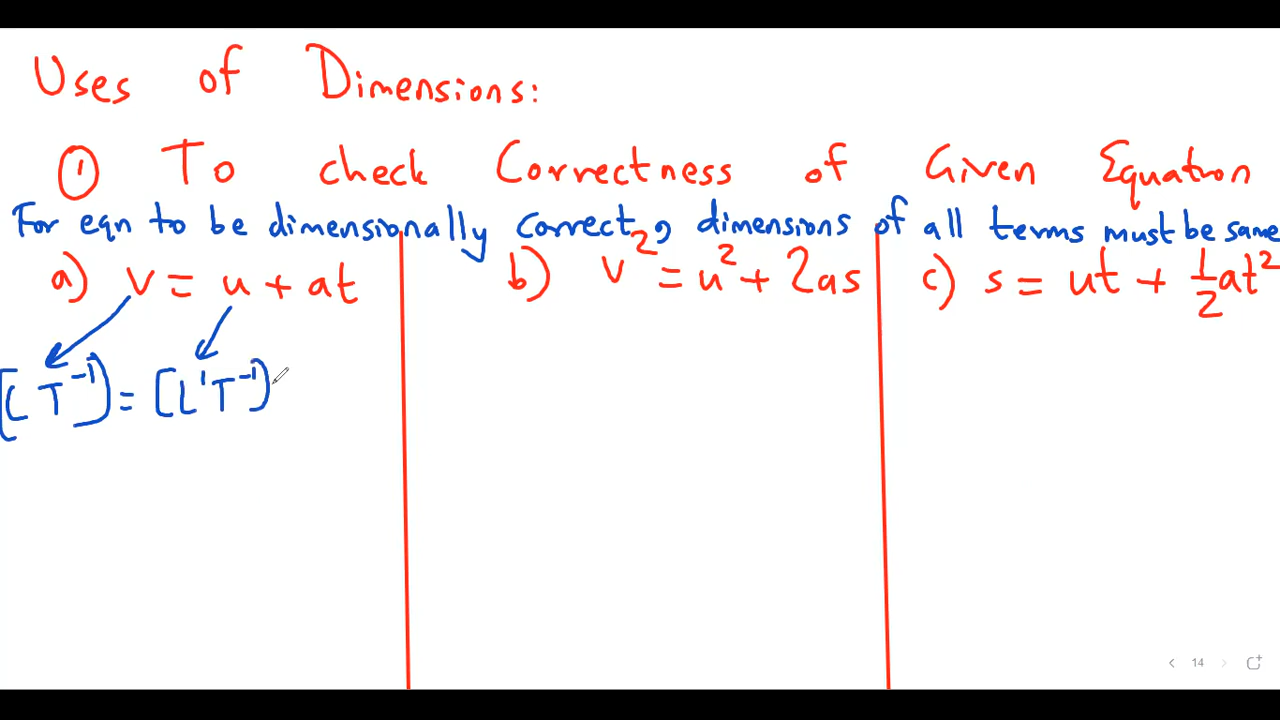 Uses of Dimensions:
① To check Correctness of Given Equation
For eqn to be dimensionally correct, dimensions of all terms must be same
a) v = u + at
b) v² = u² + 2as
c) s = ut + ½at²
[L T⁻¹] = [L¹T⁻¹]
14